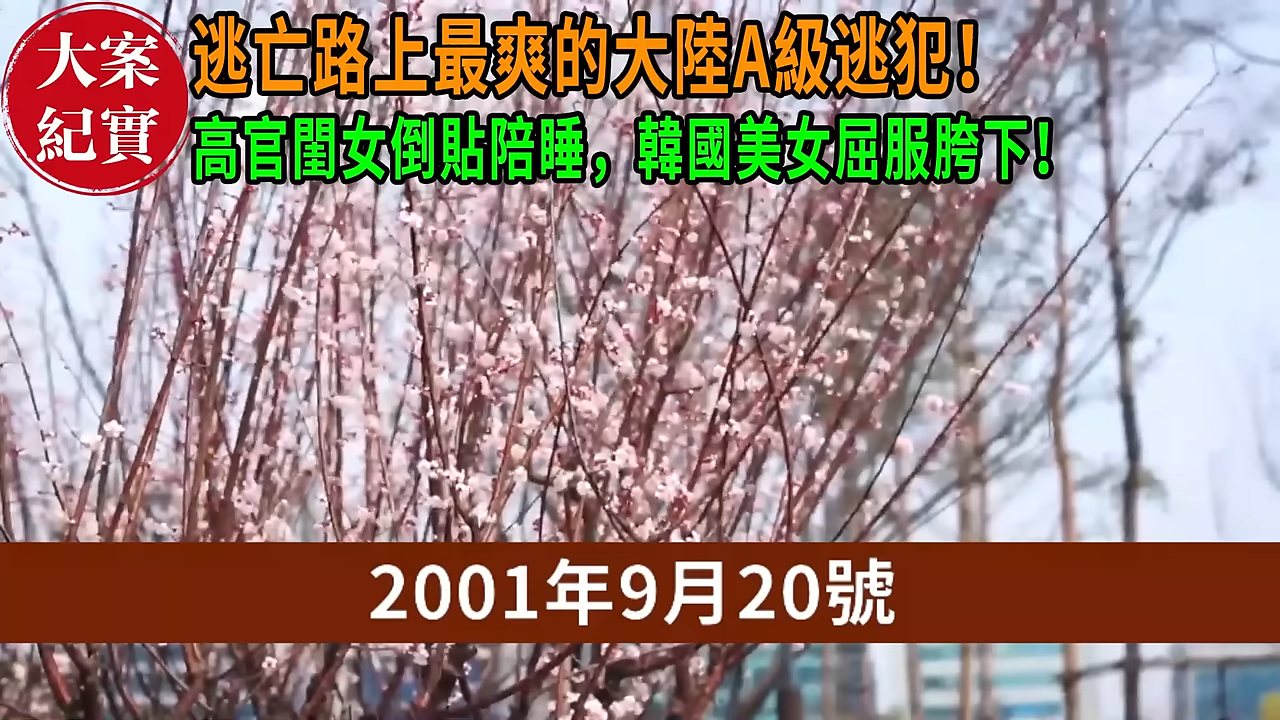 大案
紀實
逃亡路上最爽的大陸A級逃犯!
高官閨女倒貼陪睡，韓國美女屈服胯下!
2001年9月20號